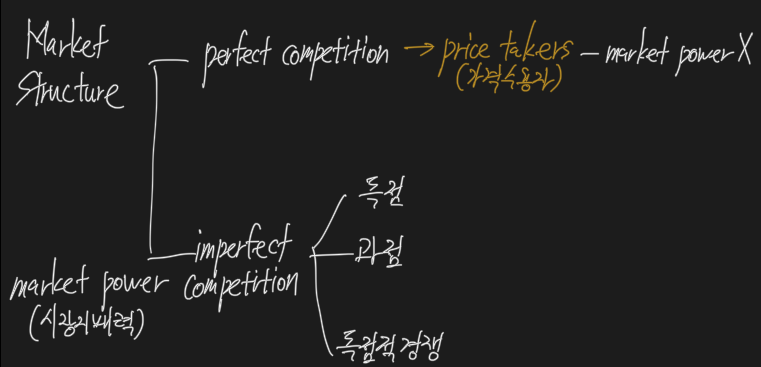 Market
Structure
perfect competition → price takers — market power X
(가격수용자)
독점
imperfect
competition
과점
market power
(시장지배력)
독점적경쟁